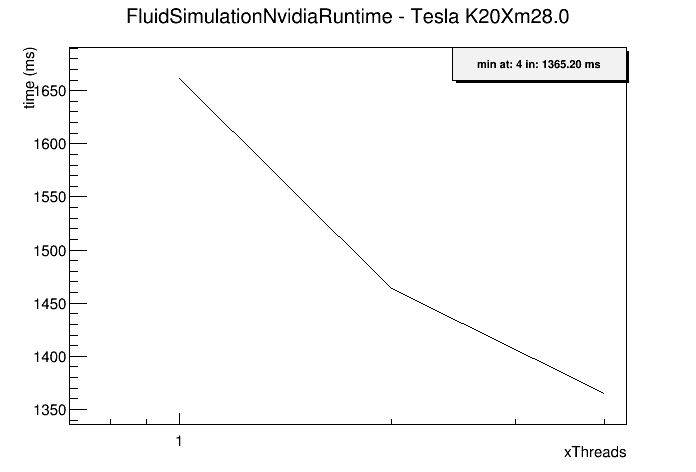 FluidSimulationNvidiaRuntime - Tesla K20Xm28.0
min at: 4 in: 1365.20 ms
time (ms)
1650
1600
1550
1500
1450
1400
1350
1
xThreads